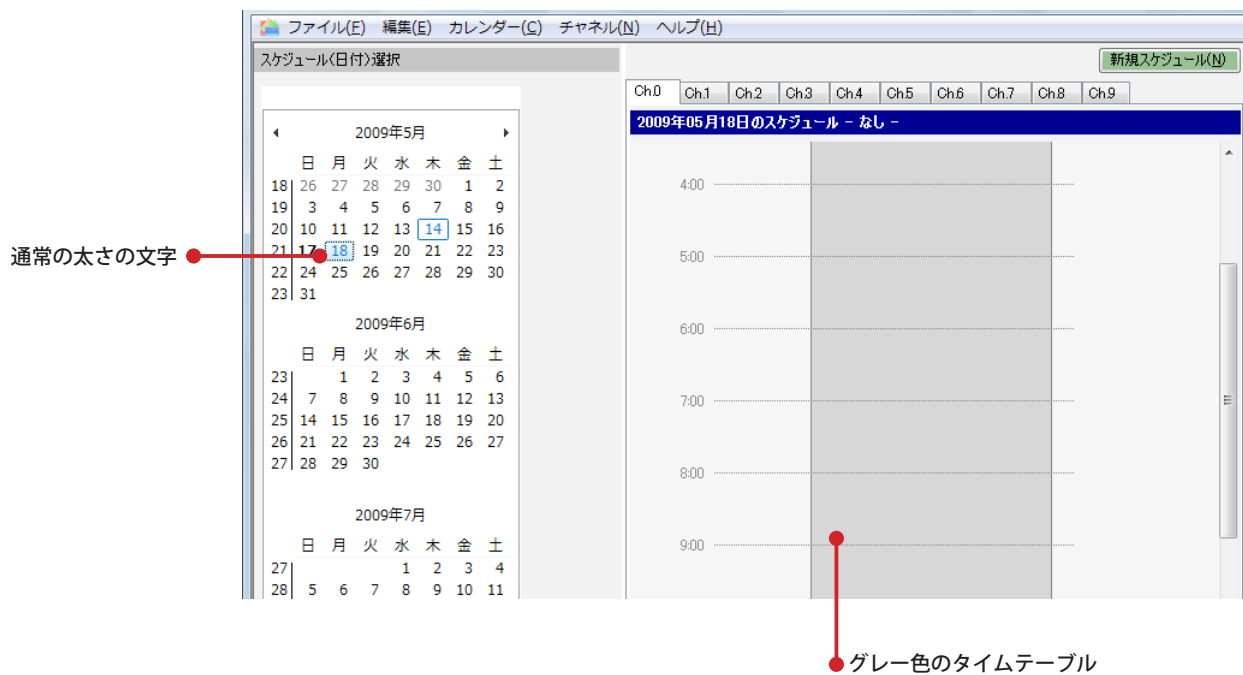 ファイル(F) 編集(E) カレンダー(C) チャネル(N) ヘルプ(H)
スケジュール(日付)選択
新規スケジュール(N)
Ch.0 Ch.1 Ch.2 Ch.3 Ch.4 Ch.5 Ch.6 Ch.7 Ch.8 Ch.9
2009年05月18日のスケジュール - なし -
2009年5月
日 月 火 水 木 金 土
18 26 27 28 29 30 1 2
19 3 4 5 6 7 8 9
20 10 11 12 13 14 15 16
21 17 18 19 20 21 22 23
22 24 25 26 27 28 29 30
23 31
2009年6月
日 月 火 水 木 金 土
23 1 2 3 4 5 6
24 7 8 9 10 11 12 13
25 14 15 16 17 18 19 20
26 21 22 23 24 25 26 27
27 28 29 30
2009年7月
日 月 火 水 木 金 土
27 1 2 3 4
28 5 6 7 8 9 10 11
4:00
5:00
6:00
7:00
8:00
9:00
通常の太さの文字
グレー色のタイムテーブル